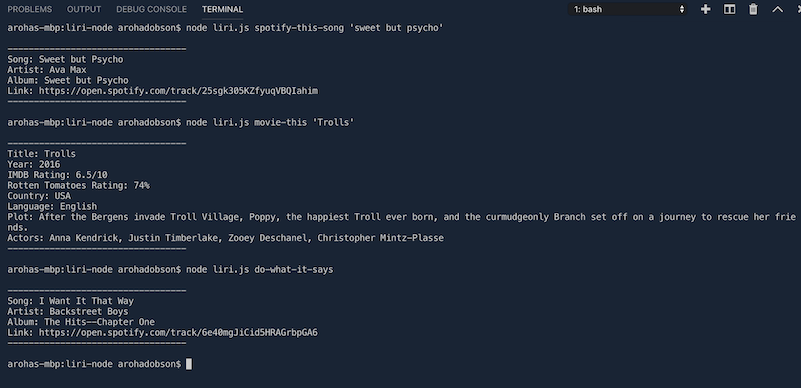 PROBLEMS OUTPUT DEBUG CONSOLE TERMINAL 1: bash
arohas-mbp:liri-node arohadobson$ node liri.js spotify-this-song 'sweet but psycho'
----------------------------------
Song: Sweet but Psycho
Artist: Ava Max
Album: Sweet but Psycho
Link: https://open.spotify.com/track/25sgk305KZfyuqVBQIahim
----------------------------------
arohas-mbp:liri-node arohadobson$ node liri.js movie-this 'Trolls'
----------------------------------
Title: Trolls
Year: 2016
IMDB Rating: 6.5/10
Rotten Tomatoes Rating: 74%
Country: USA
Language: English
Plot: After the Bergens invade Troll Village, Poppy, the happiest Troll ever born, and the curmudgeonly Branch set off on a journey to rescue her frie
nds.
Actors: Anna Kendrick, Justin Timberlake, Zooey Deschanel, Christopher Mintz-Plasse
----------------------------------
arohas-mbp:liri-node arohadobson$ node liri.js do-what-it-says
----------------------------------
Song: I Want It That Way
Artist: Backstreet Boys
Album: The Hits--Chapter One
Link: https://open.spotify.com/track/6e40mgJiCid5HRAGrbpGA6
----------------------------------
arohas-mbp:liri-node arohadobson$